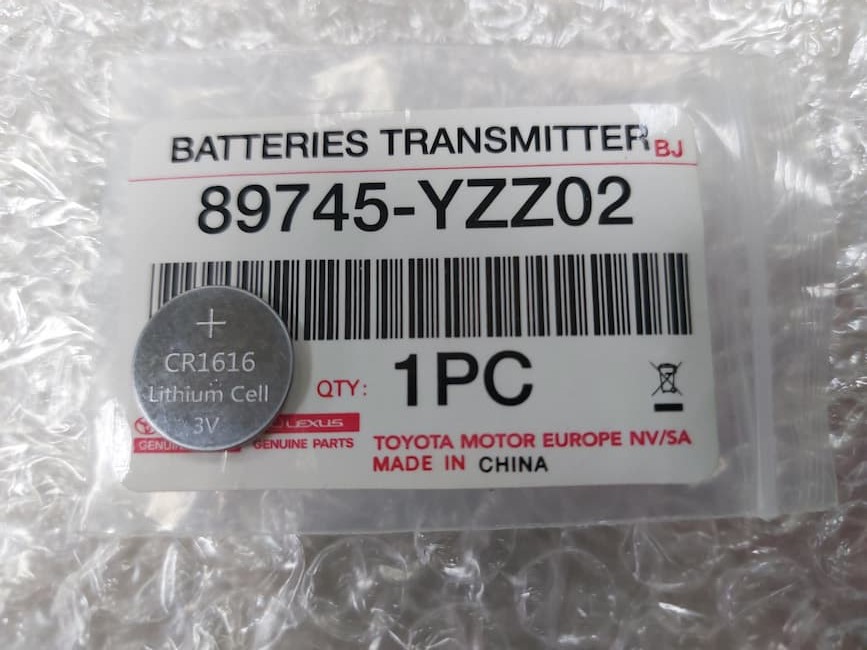 BATTERIES TRANSMITTER BJ
89745-YZZ02
+
CR1616
Lithium Cell
3V
QTY: 1PC
LEXUS
GENUINE PARTS
TOYOTA MOTOR EUROPE NV/SA
MADE IN CHINA